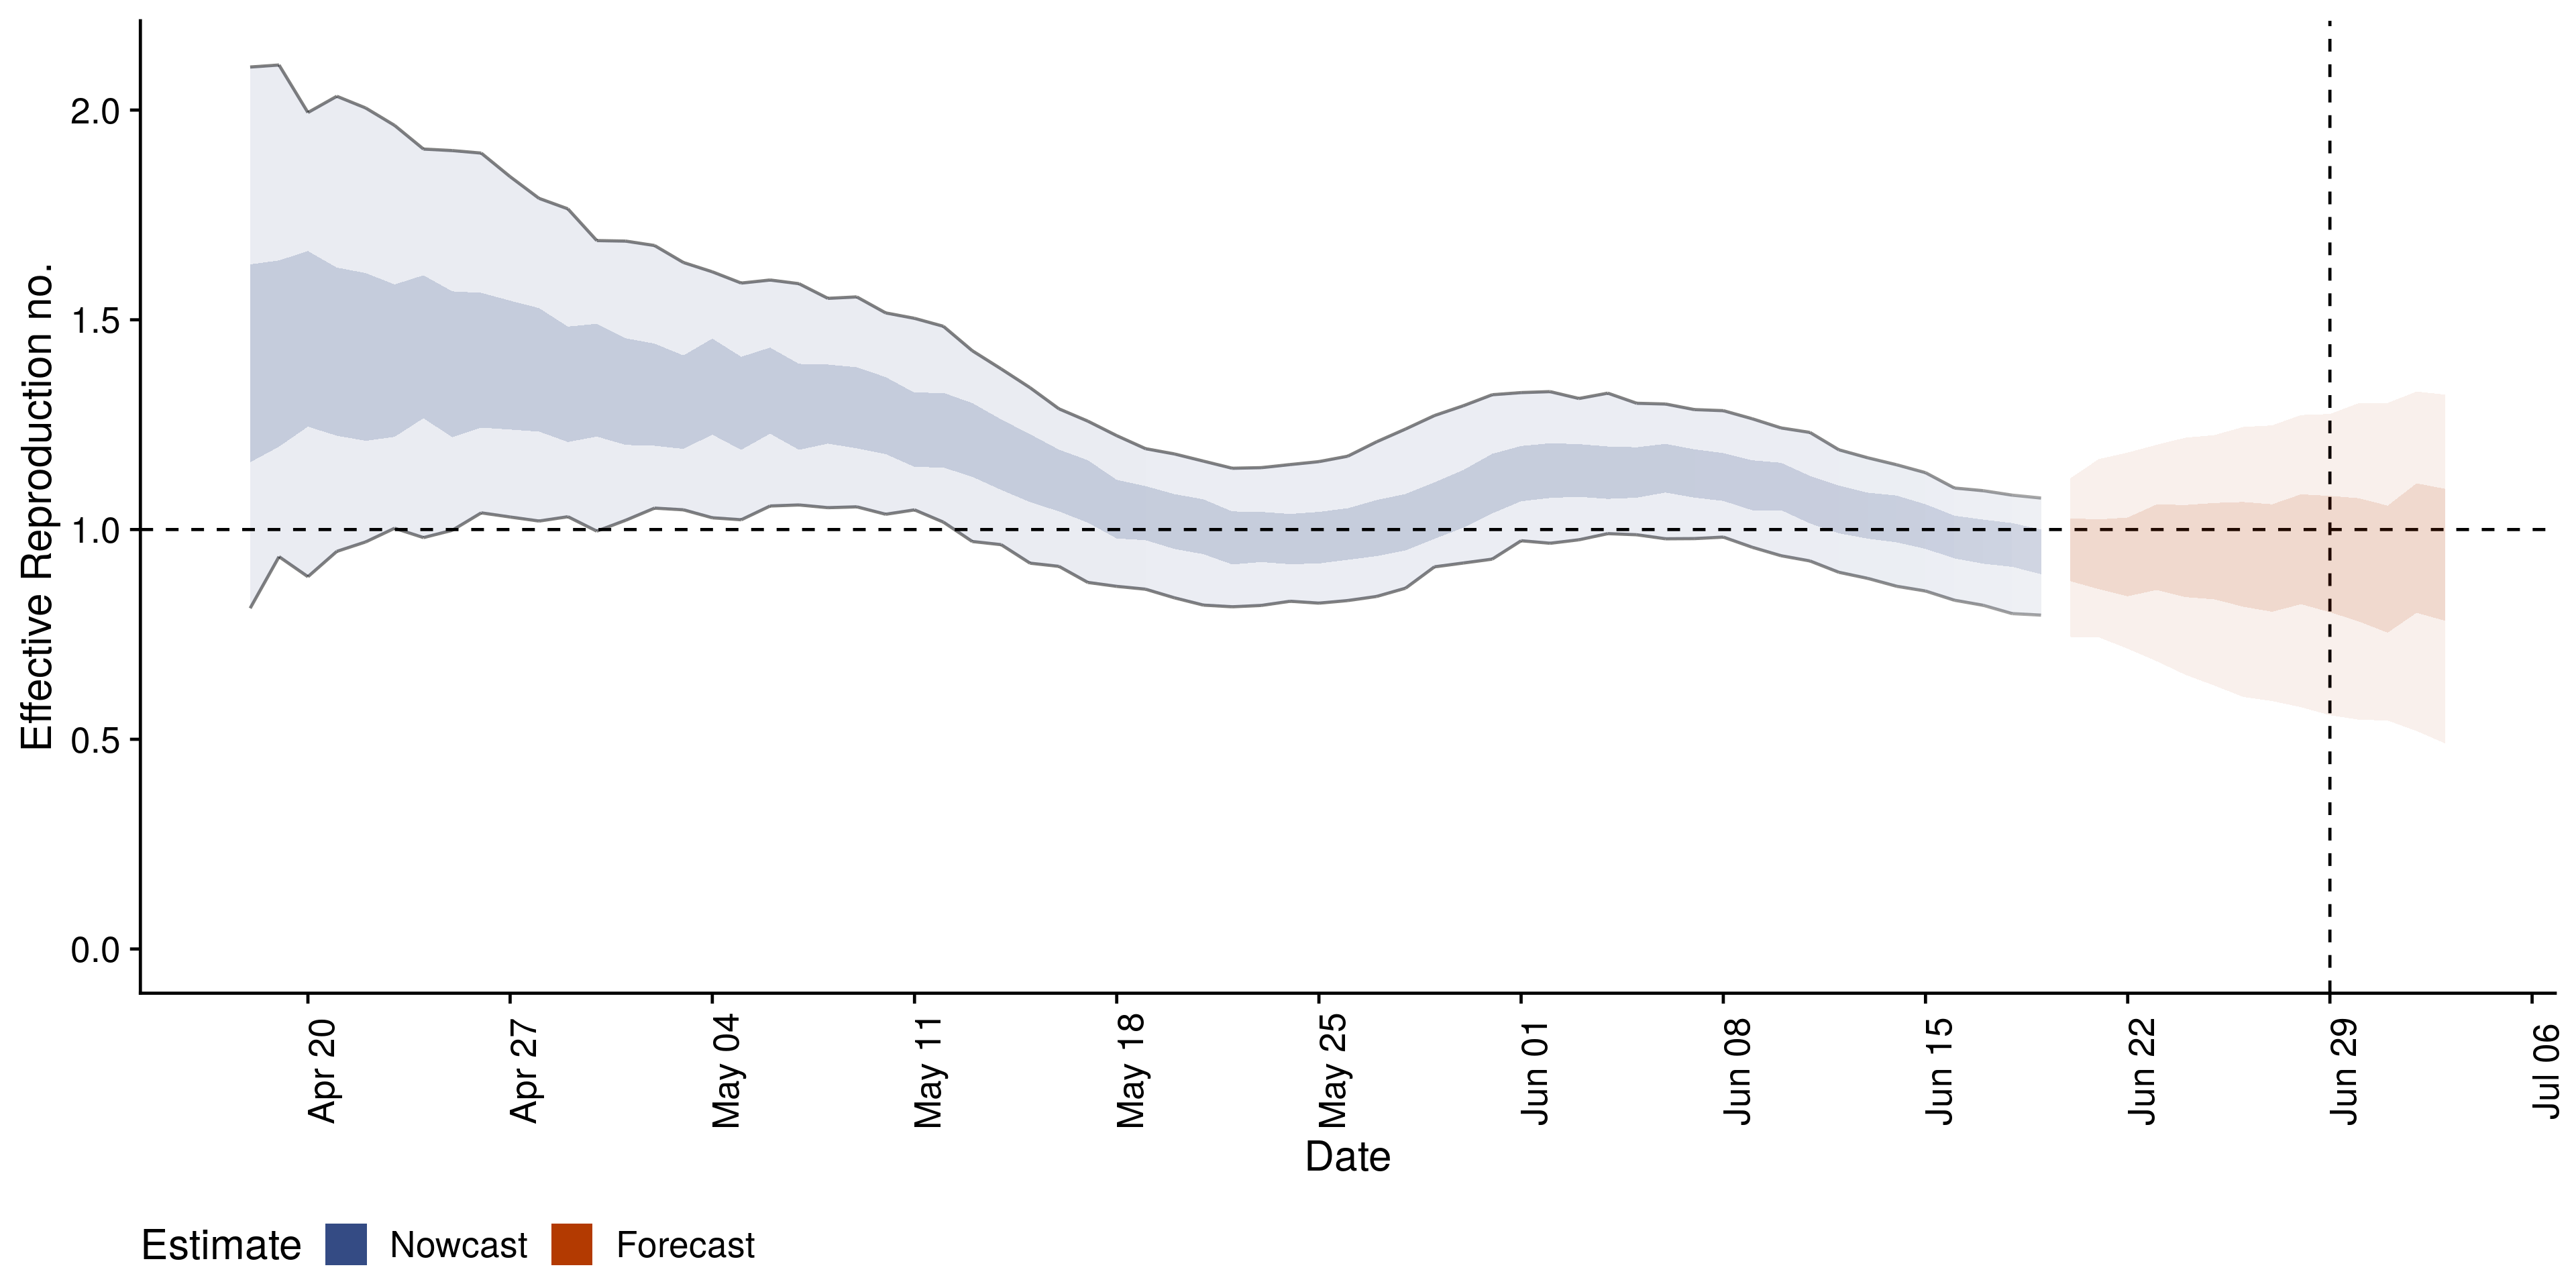 Effective Reproduction no.
2.0
1.5
1.0
0.5
0.0
Apr 20
Apr 27
May 04
May 11
May 18
May 25
Jun 01
Jun 08
Jun 15
Jun 22
Jun 29
Jul 06
Date
Estimate Nowcast Forecast